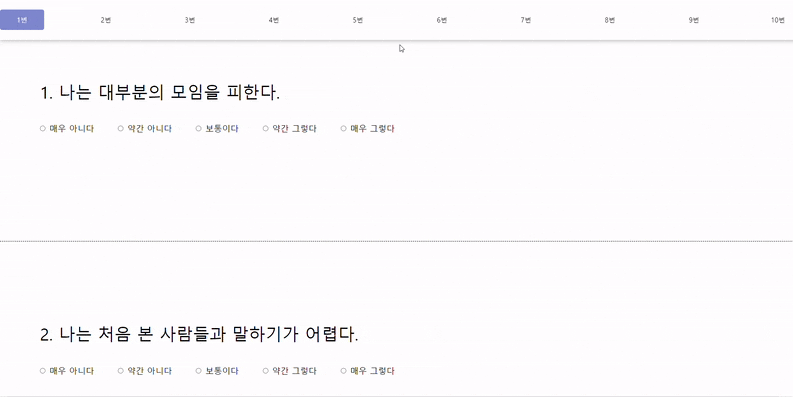 1번 2번 3번 4번 5번 6번 7번 8번 9번 10번
1. 나는 대부분의 모임을 피한다.
매우 아니다 약간 아니다 보통이다 약간 그렇다 매우 그렇다
2. 나는 처음 본 사람들과 말하기가 어렵다.
매우 아니다 약간 아니다 보통이다 약간 그렇다 매우 그렇다